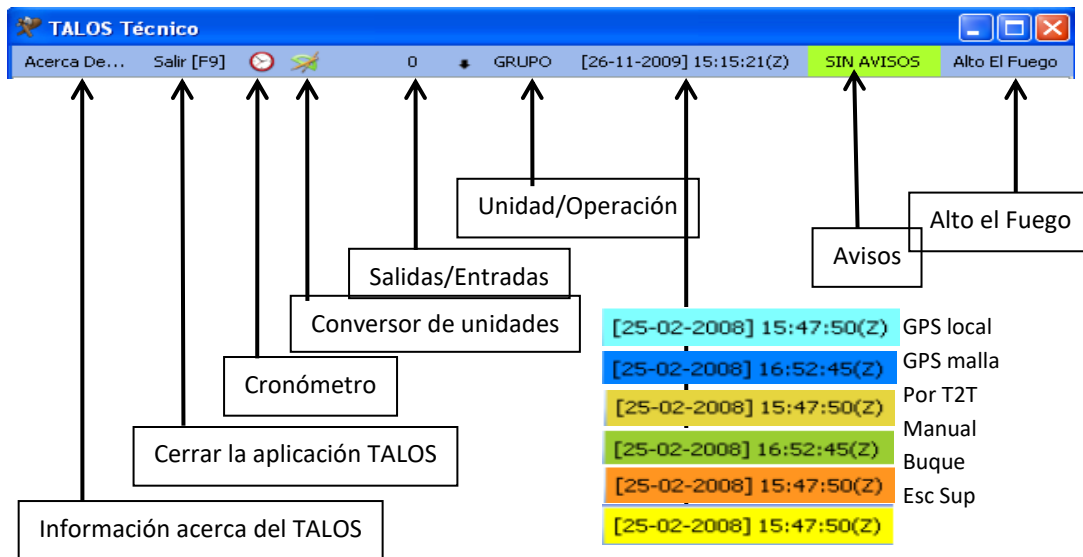 TALOS Técnico
Acerca De... Salir [F9] 0 GRUPO [26-11-2009] 15:15:21(Z) SIN AVISOS Alto El Fuego
Unidad/Operación
Alto el Fuego
Avisos
Salidas/Entradas
Conversor de unidades
Cronómetro
Cerrar la aplicación TALOS
Información acerca del TALOS
[25-02-2008] 15:47:50(Z) GPS local
[25-02-2008] 16:52:45(Z) GPS malla
[25-02-2008] 15:47:50(Z) Por T2T
[25-02-2008] 16:52:45(Z) Manual
[25-02-2008] 15:47:50(Z) Buque
[25-02-2008] 15:47:50(Z) Esc Sup